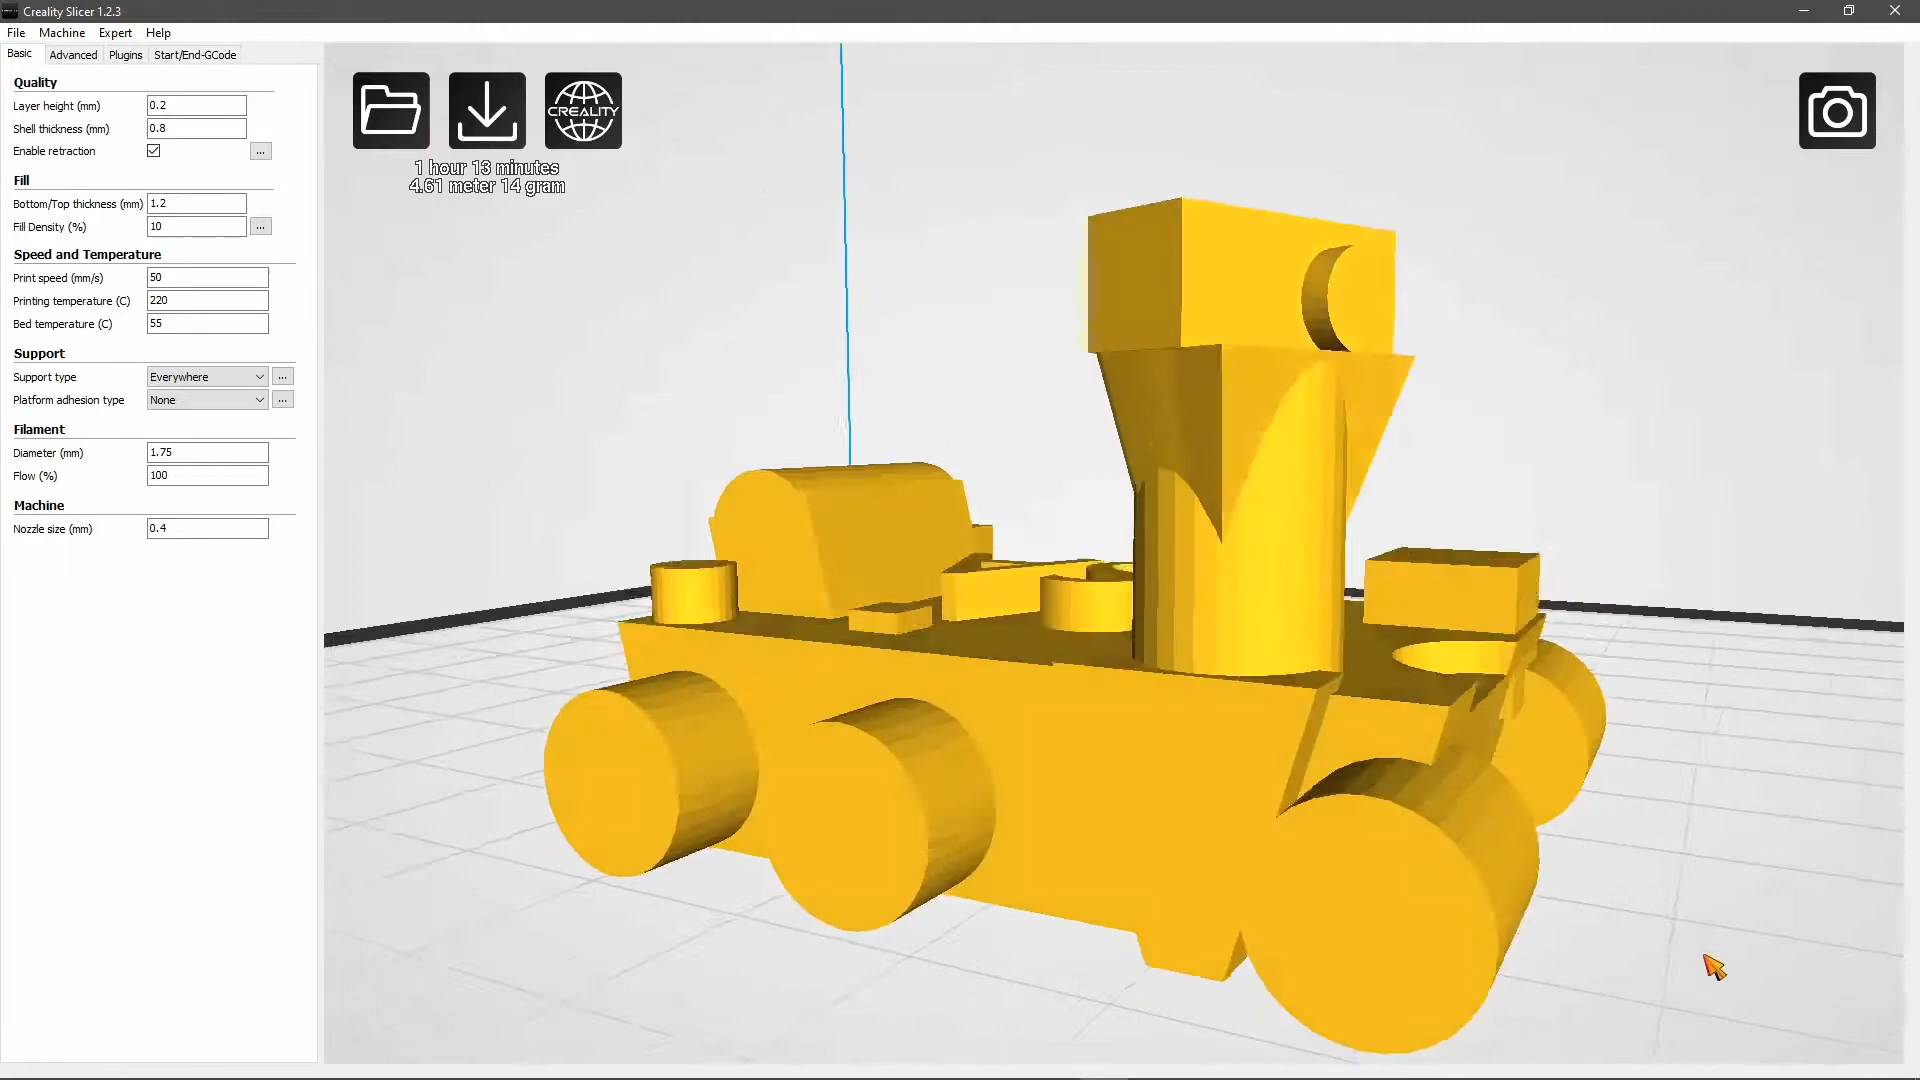 Creality Slicer 1.2.3
File Machine Expert Help
Basic Advanced Plugins Start/End-GCode
Quality
Layer height (mm) 0.2
Shell thickness (mm) 0.8
Enable retraction ...
Fill
Bottom/Top thickness (mm) 1.2
Fill Density (%) 10 ...
Speed and Temperature
Print speed (mm/s) 50
Printing temperature (C) 220
Bed temperature (C) 55
Support
Support type Everywhere ...
Platform adhesion type None ...
Filament
Diameter (mm) 1.75
Flow (%) 100
Machine
Nozzle size (mm) 0.4
CREALITY
1 hour 13 minutes
4.61 meter 14 gram